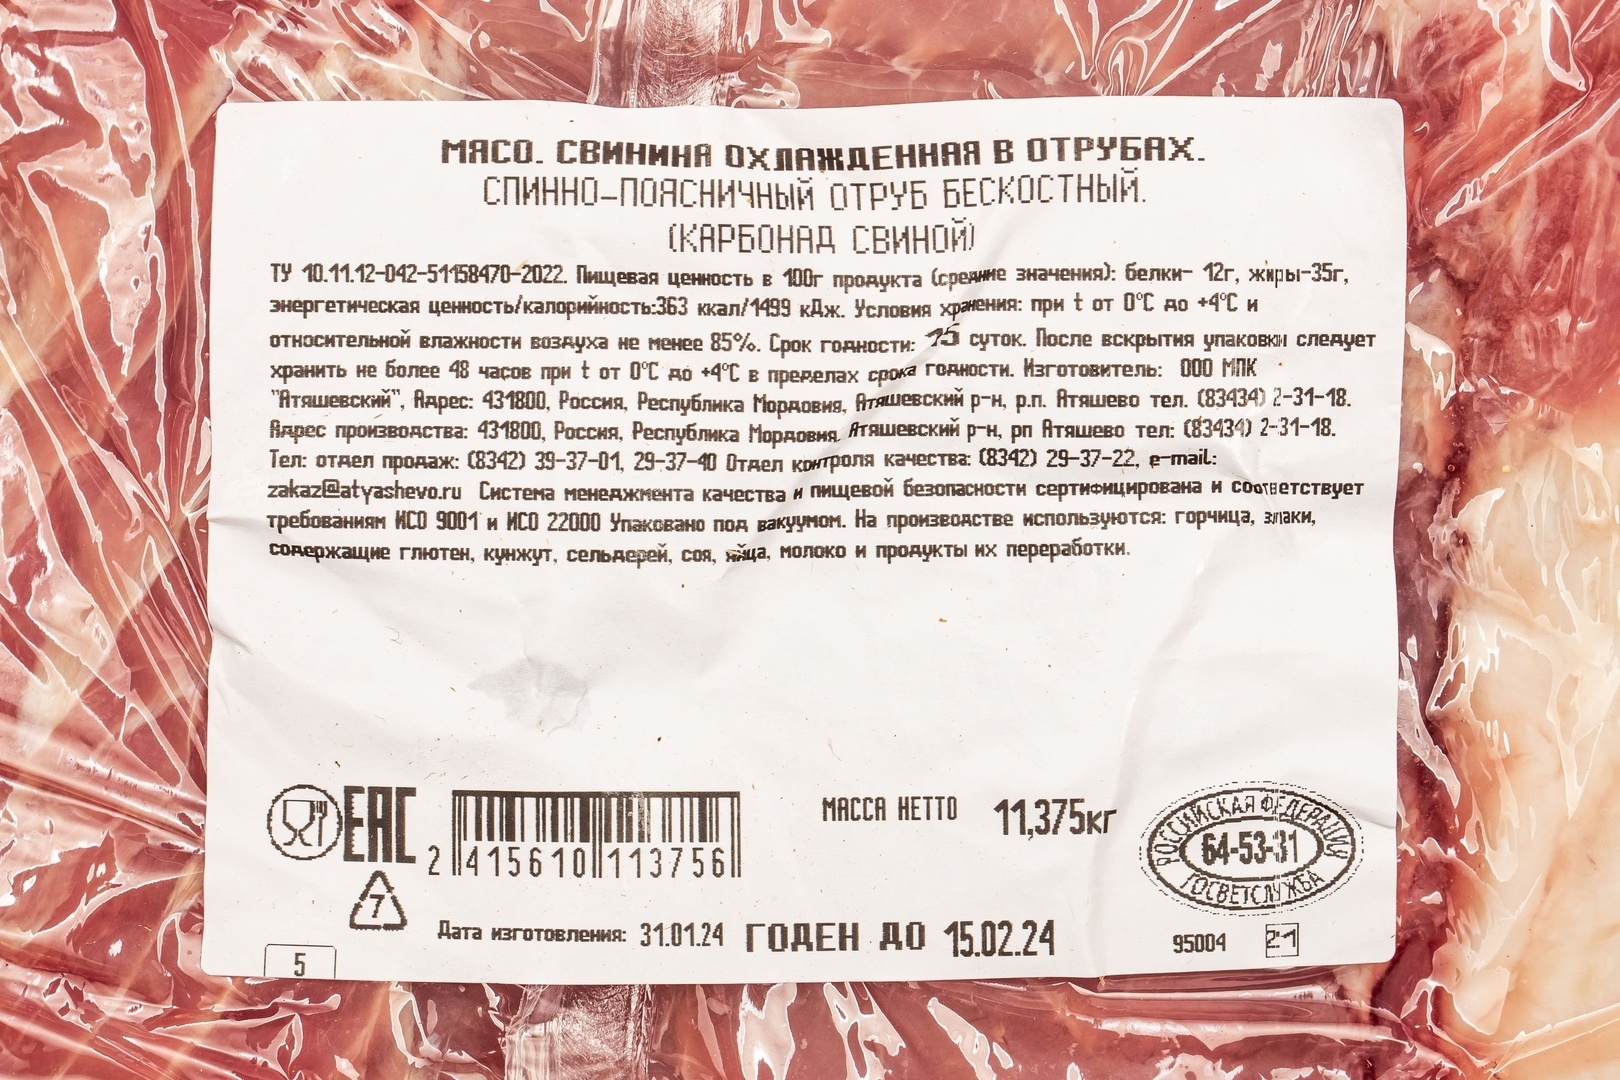 МЯСО. СВИНИНА ОХЛАЖДЕННАЯ В ОТРУБАХ.
СПИННО-ПОЯСНИЧНЫЙ ОТРУБ БЕСКОСТНЫЙ.
(КАРБОНАД СВИНОЙ)
ТУ 10.11.12-042-51158470-2022. Пищевая ценность в 100г продукта (средние значения): белки- 12г, жиры-35г,
энергетическая ценность/калорийность:363 ккал/1499 кДж. Условия хранения: при t от 0°С до +4°С и
относительной влажности воздуха не менее 85%. Срок годности: 15 суток. После вскрытия упаковки следует
хранить не более 48 часов при t от 0°С до +4°С в пределах срока годности. Изготовитель: ООО МПК
"Атяшевский", Адрес: 431800, Россия, Республика Мордовия, Атяшевский р-н, р.п. Атяшево тел. (83434) 2-31-18.
Адрес производства: 431800, Россия, Республика Мордовия, Атяшевский р-н, рп Атяшево тел: (83434) 2-31-18.
Тел: отдел продаж: (8342) 39-37-01, 29-37-40 Отдел контроля качества: (8342) 29-37-22, e-mail:
zakaz@atyashevo.ru Система менеджмента качества и пищевой безопасности сертифицирована и соответствует
требованиям ИСО 9001 и ИСО 22000 Упаковано под вакуумом. На производстве используются: горчица, злаки,
содержащие глютен, кунжут, сельдерей, соя, яйца, молоко и продукты их переработки.
ЕАС
2 415610 113756
МАССА НЕТТО 11,375кг
РОССИЙСКАЯ ФЕДЕРАЦИЯ
64-53-31
ГОСВЕТСЛУЖБА
7
Дата изготовления: 31.01.24 ГОДЕН ДО 15.02.24
95004 21
5